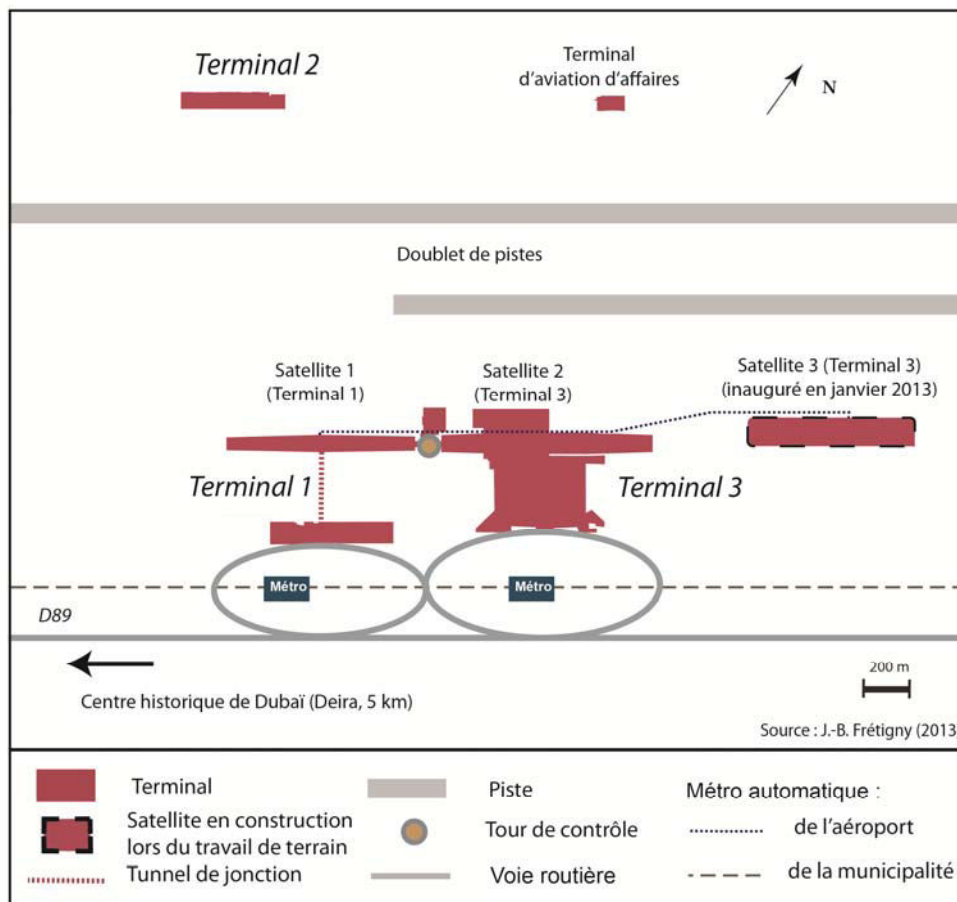 Terminal 2
Terminal
d'aviation d'affaires
N
Doublet de pistes
Satellite 1
(Terminal 1)
Satellite 2
(Terminal 3)
Satellite 3 (Terminal 3)
(inauguré en janvier 2013)
Terminal 1
Terminal 3
Métro
Métro
D89
200 m
Centre historique de Dubaï (Deira, 5 km)
Source : J.-B. Frétigny (2013)
Terminal
Satellite en construction
lors du travail de terrain
Tunnel de jonction
Piste
Tour de contrôle
Voie routière
Métro automatique :
de l'aéroport
de la municipalité